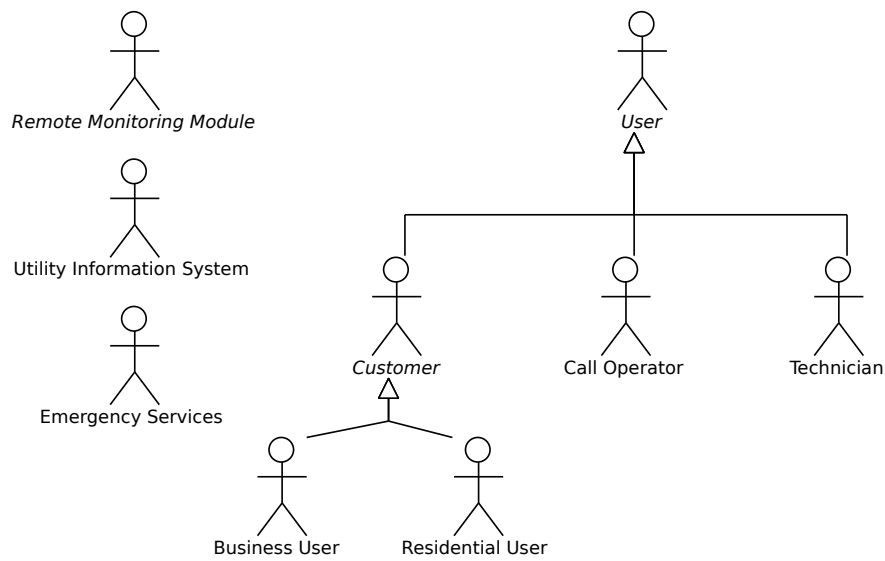 Remote Monitoring Module
User
Utility Information System
Customer
Call Operator
Technician
Emergency Services
Business User
Residential User